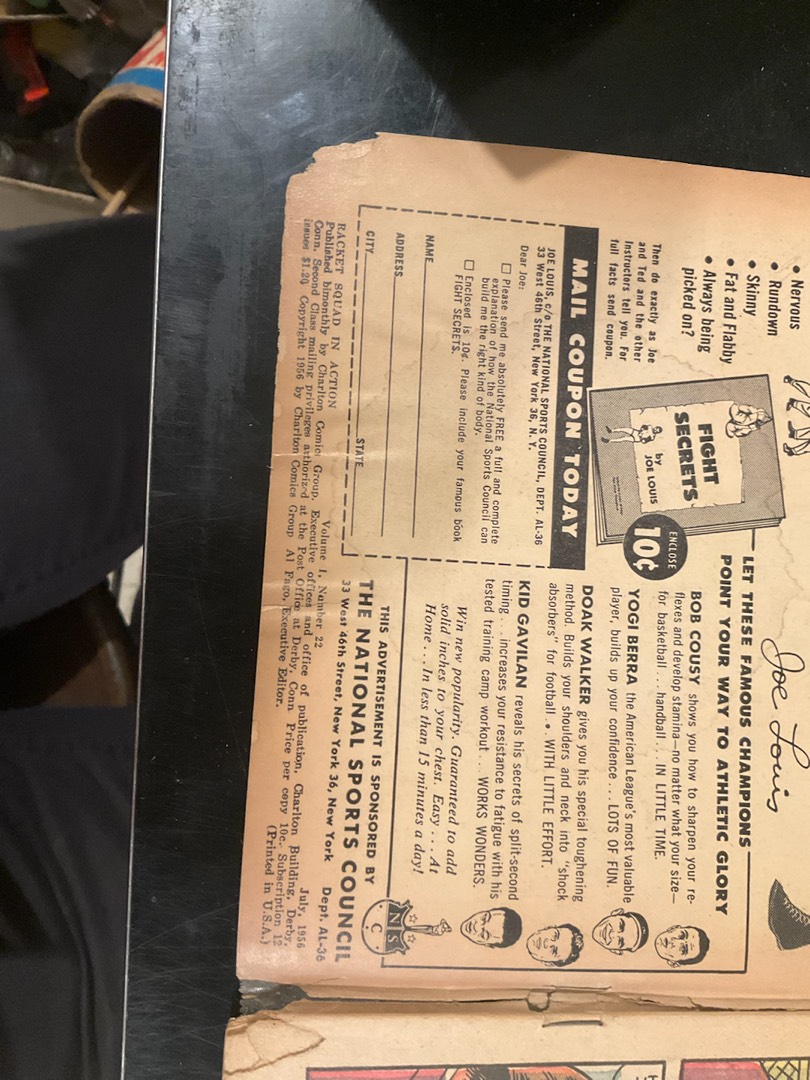 • Nervous
• Rundown
• Skinny
• Fat and Flabby
• Always being
picked on?
Then do exactly as Joe
and Ted and the other
Instructors tell you. For
full facts send coupon.
FIGHT
SECRETS
by
JOE LOUIS
ENCLOSE
10¢
MAIL COUPON TODAY
JOE LOUIS, c/o THE NATIONAL SPORTS COUNCIL, DEPT. AL-36
33 West 46th Street, New York 36, N.Y.
Dear Joe:
□ Please send me absolutely FREE a full and complete
explanation of how the National Sports Council can
build me the right kind of body.
□ Enclosed is 10¢. Please include your famous book
FIGHT SECRETS.
NAME
ADDRESS
CITY STATE
Joe Louis
LET THESE FAMOUS CHAMPIONS
POINT YOUR WAY TO ATHLETIC GLORY
BOB COUSY shows you how to sharpen your re-
flexes and develop stamina—no matter what your size—
for basketball . . . handball . . . IN LITTLE TIME.
YOGI BERRA the American League's most valuable
player, builds up your confidence . . . LOTS OF FUN.
DOAK WALKER gives you his special toughening
method. Builds your shoulders and neck into "shock
absorbers" for football . . . WITH LITTLE EFFORT.
KID GAVILAN reveals his secrets of split-second
timing . . . increases your resistance to fatigue with his
tested training camp workout . . . WORKS WONDERS.
Win new popularity. Guaranteed to add
solid inches to your chest. Easy . . . At
Home . . . In less than 15 minutes a day!
THIS ADVERTISEMENT IS SPONSORED BY
THE NATIONAL SPORTS COUNCIL
33 West 46th Street, New York 36, New York Dept. AL-36
NSC
RACKET SQUAD IN ACTION Volume 1, Number 22 July, 1956
Published bimonthly by Charlton Comics Group. Executive offices and office of publication, Charlton Building, Derby,
Conn. Second Class mailing privileges authorized at the Post Office at Derby, Conn. Price per copy 10c. Subscription 12
issues $1.20. Copyright 1956 by Charlton Comics Group Al Fago, Executive Editor. (Printed in U.S.A.)